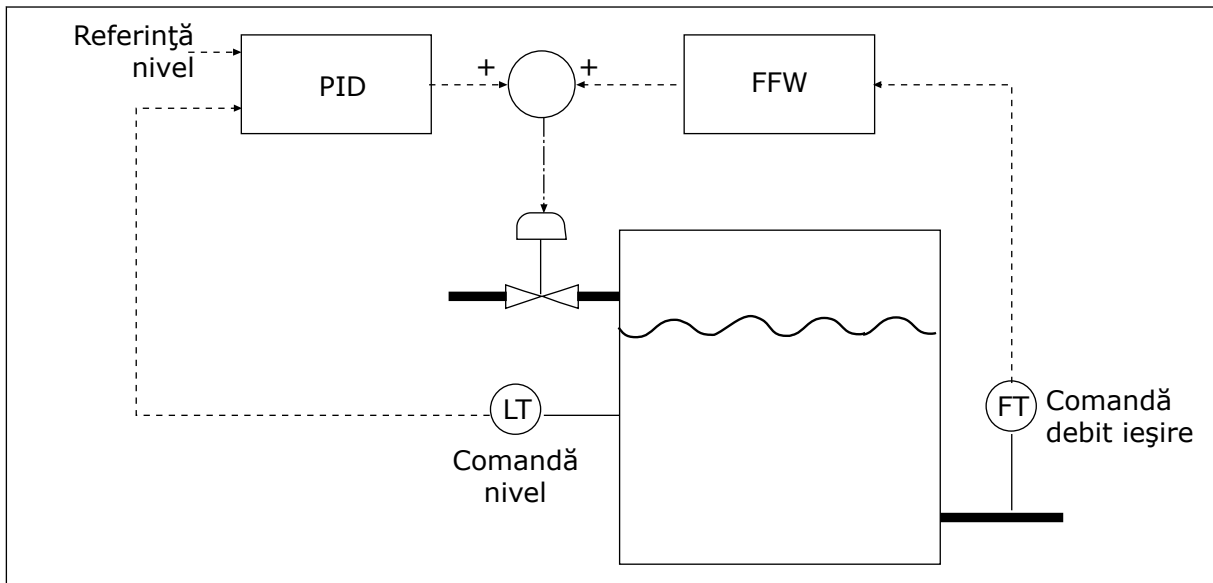 Referinţă
nivel
PID
+
+
FFW
LT
Comandă
nivel
FT
Comandă
debit ieşire